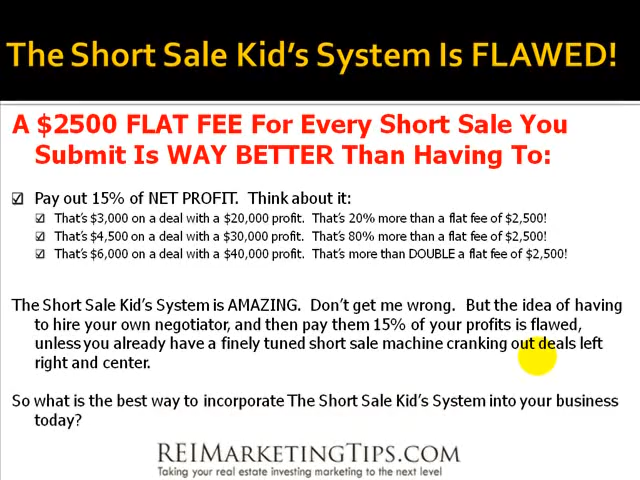 The Short Sale Kid's System Is FLAWED!
A $2500 FLAT FEE For Every Short Sale You
Submit Is WAY BETTER Than Having To:
Pay out 15% of NET PROFIT. Think about it:
That's $3,000 on a deal with a $20,000 profit. That's 20% more than a flat fee of $2,500!
That's $4,500 on a deal with a $30,000 profit. That's 80% more than a flat fee of $2,500!
That's $6,000 on a deal with a $40,000 profit. That's more than DOUBLE a flat fee of $2,500!
The Short Sale Kid's System is AMAZING. Don't get me wrong. But the idea of having
to hire your own negotiator, and then pay them 15% of your profits is flawed,
unless you already have a finely tuned short sale machine cranking out deals left
right and center.
So what is the best way to incorporate The Short Sale Kid's System into your business
today?
REIMarketingTips.com
Taking your real estate investing marketing to the next level